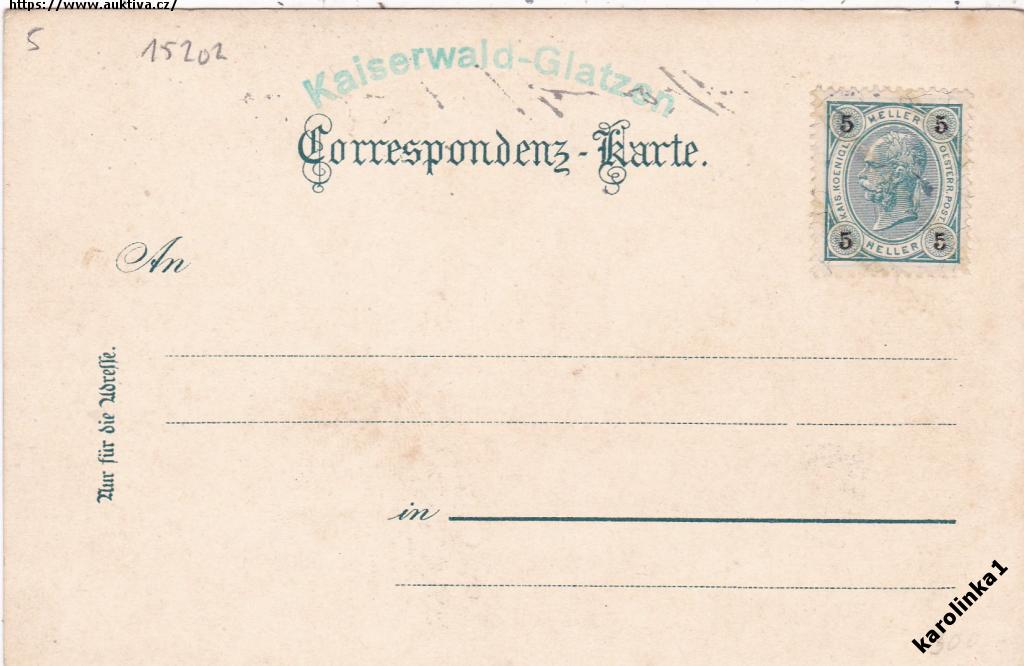 https://www.auktiva.cz/
5
15202
Kaiserwald-Glatzen
Correspondenz-Karte.
5 HELLER 5
KAIS. KOENIGL. OESTERR. POST.
5 HELLER 5
An
Nur für die Adresse.
in
karolinka1